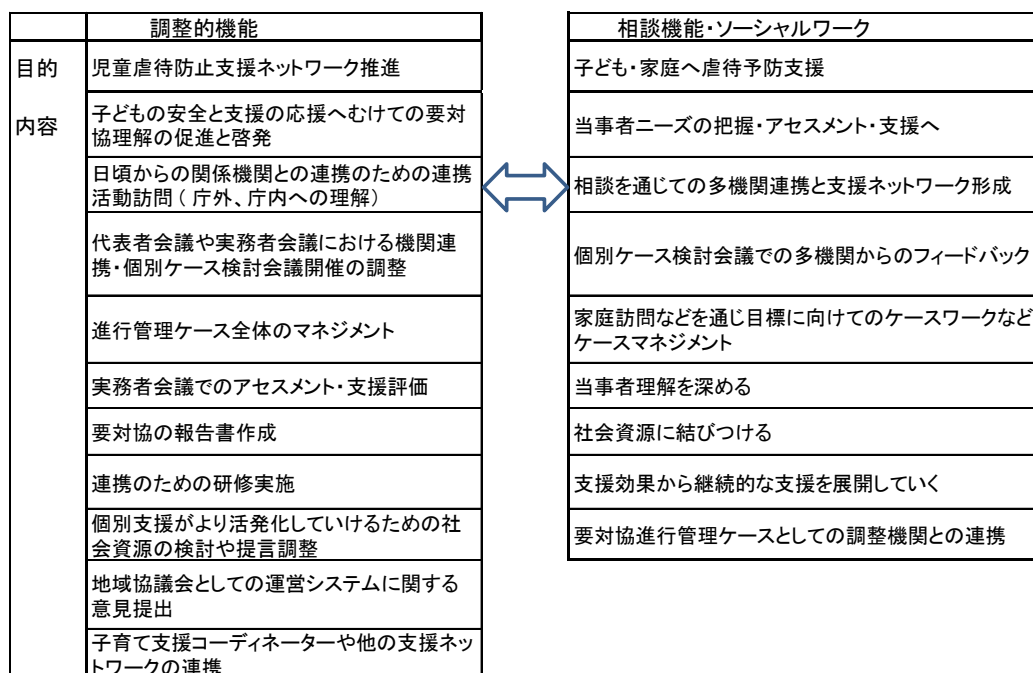 調整的機能
目的
児童虐待防止支援ネットワーク推進
内容
子どもの安全と支援の応援へむけての要対
協理解の促進と啓発
日頃からの関係機関との連携のための連携
活動訪問( 庁外、庁内への理解)
代表者会議や実務者会議における機関連
携・個別ケース検討会議開催の調整
進行管理ケース全体のマネジメント
実務者会議でのアセスメント・支援評価
要対協の報告書作成
連携のための研修実施
個別支援がより活発化していけるための社
会資源の検討や提言調整
地域協議会としての運営システムに関する
意見提出
子育て支援コーディネーターや他の支援ネッ
トワークの連携
相談機能・ソーシャルワーク
子ども・家庭へ虐待予防支援
当事者ニーズの把握・アセスメント・支援へ
相談を通じての多機関連携と支援ネットワーク形成
個別ケース検討会議での多機関からのフィードバック
家庭訪問などを通じ目標に向けてのケースワークなど
ケースマネジメント
当事者理解を深める
社会資源に結びつける
支援効果から継続的な支援を展開していく
要対協進行管理ケースとしての調整機関との連携